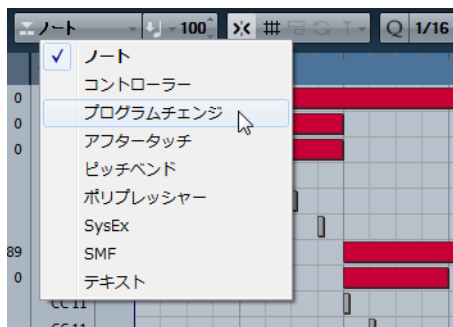 ノート 100 Q 1/16
✓ ノート
0 コントローラー
0 プログラムチェンジ
0 アフタータッチ
ピッチベンド
ポリプレッシャー
SysEx
89 SMF
0 テキスト
CC 11
CC 11